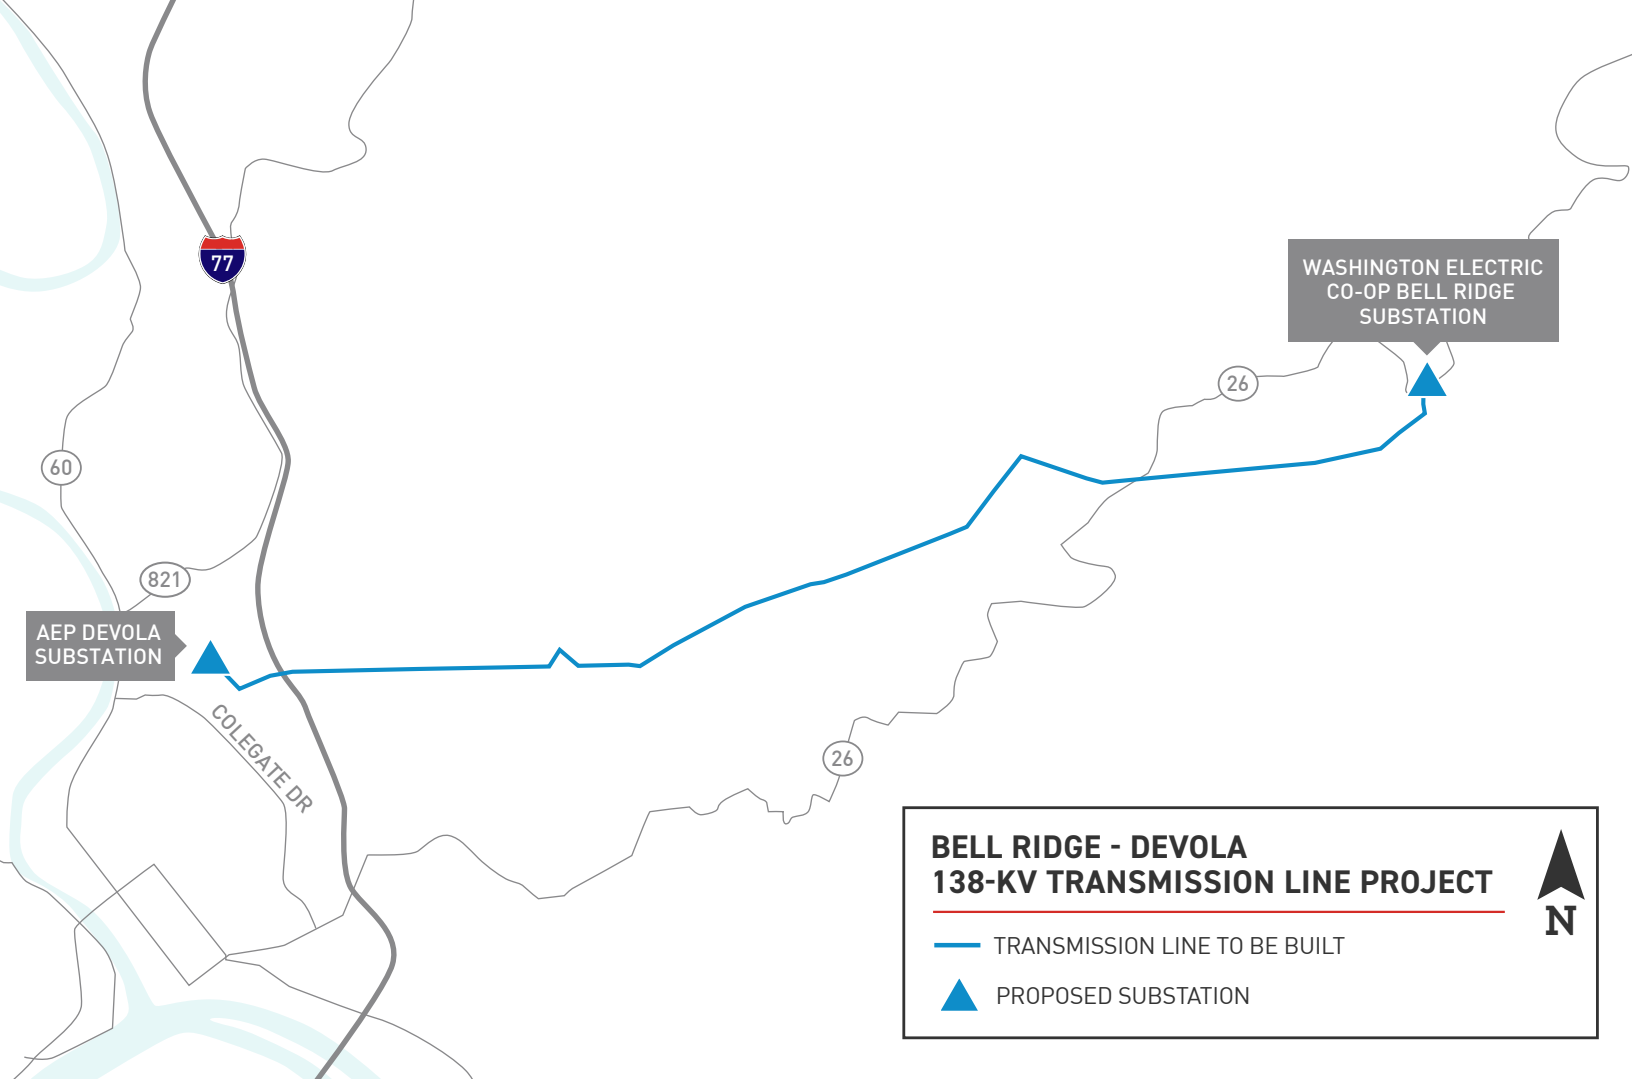 77
WASHINGTON ELECTRIC
CO-OP BELL RIDGE
SUBSTATION
26
60
821
AEP DEVOLA
SUBSTATION
COLEGATE DR
26
BELL RIDGE - DEVOLA
138-KV TRANSMISSION LINE PROJECT
N
TRANSMISSION LINE TO BE BUILT
PROPOSED SUBSTATION